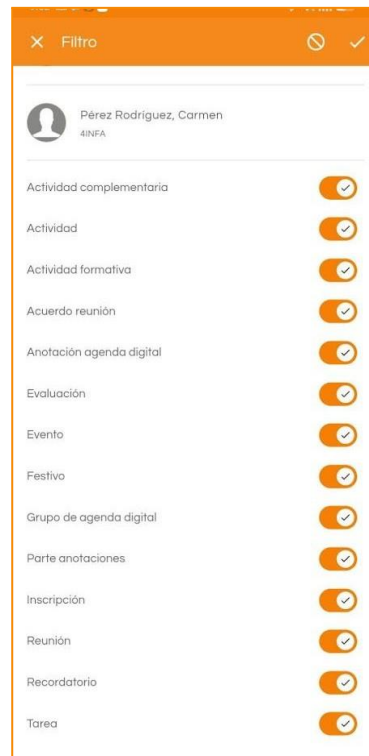 Filtro
Pérez Rodríguez, Carmen
4INFA
Actividad complementaria
Actividad
Actividad formativa
Acuerdo reunión
Anotación agenda digital
Evaluación
Evento
Festivo
Grupo de agenda digital
Parte anotaciones
Inscripción
Reunión
Recordatorio
Tarea